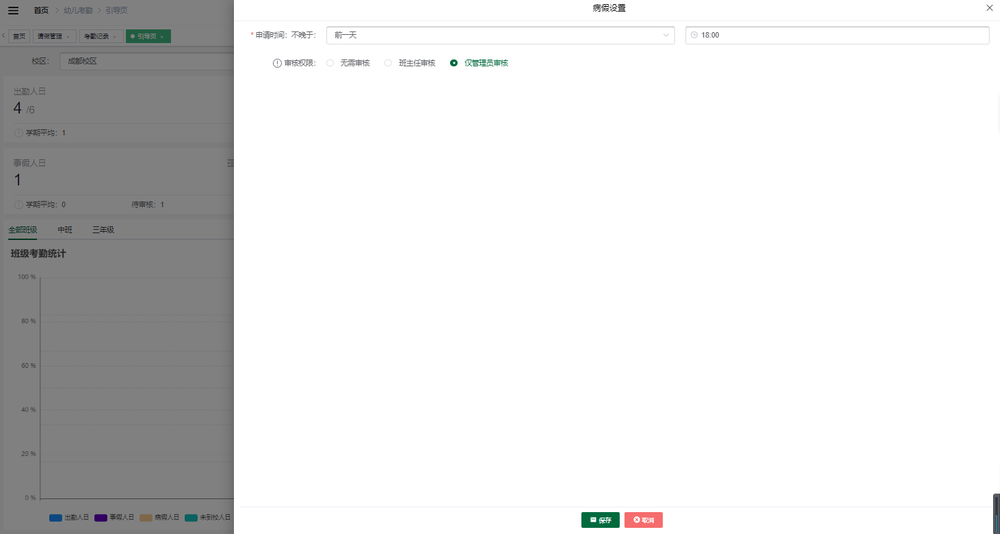 首页 幼儿考勤 引导页
首页 请假管理 × 考勤记录 × 引导页 ×
校区： 成都校区
出勤人日
4 /6
学期平均：1
事假人日
1
学期平均：0 待审核：1
全部班级 中班 三年级
班级考勤统计
100 %
80 %
60 %
40 %
20 %
0 %
出勤人日 事假人日 病假人日 未到校人日
病假设置
* 申请时间：不晚于： 前一天 18:00
审核权限： 无需审核 班主任审核 仅管理员审核
保存 取消